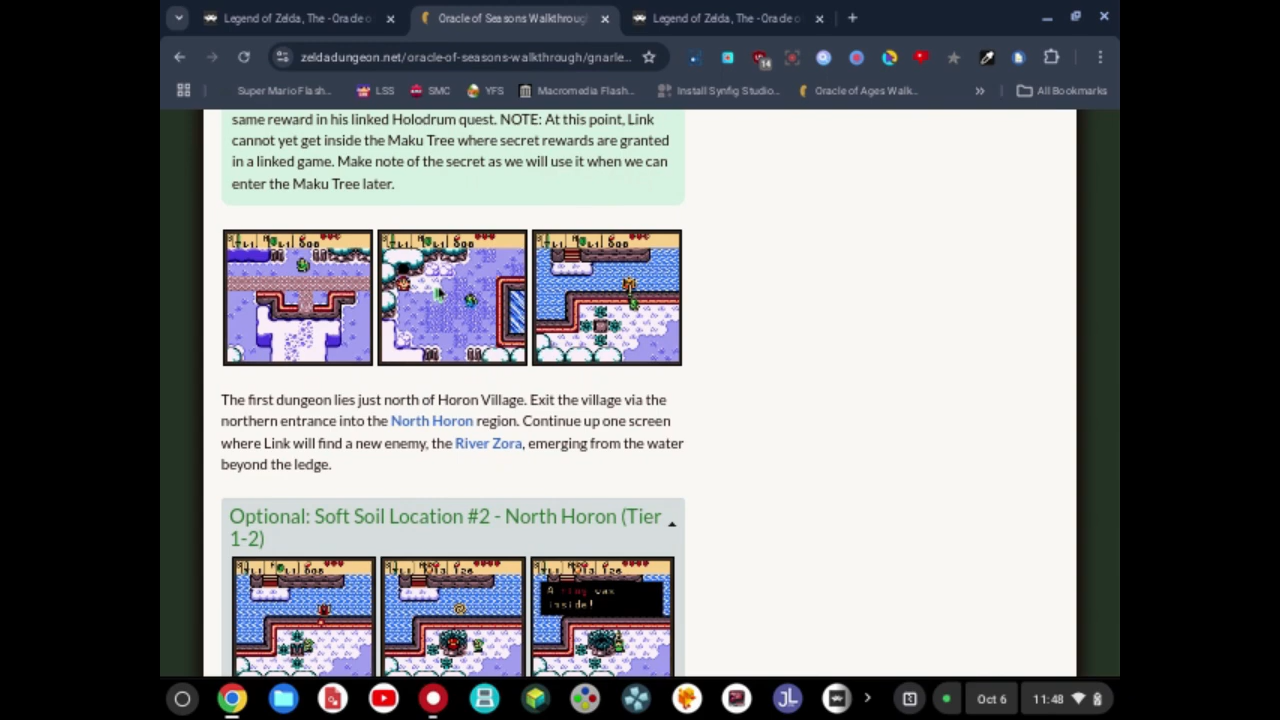 Legend of Zelda, The - Oracle o
Oracle of Seasons Walkthroug
Legend of Zelda, The - Oracle o
zeldadungeon.net/oracle-of-seasons-walkthrough/gnarle...
14
Super Mario Flash...
LSS
SMC
YFS
Macromedia Flash...
Install Synfig Studio...
Oracle of Ages Walk...
All Bookmarks
same reward in his linked Holodrum quest. NOTE: At this point, Link
cannot yet get inside the Maku Tree where secret rewards are granted
in a linked game. Make note of the secret as we will use it when we can
enter the Maku Tree later.
The first dungeon lies just north of Horon Village. Exit the village via the
northern entrance into the North Horon region. Continue up one screen
where Link will find a new enemy, the River Zora, emerging from the water
beyond the ledge.
Optional: Soft Soil Location #2 - North Horon (Tier
1-2)
A ring was
inside!
JL
Oct 6
11:48